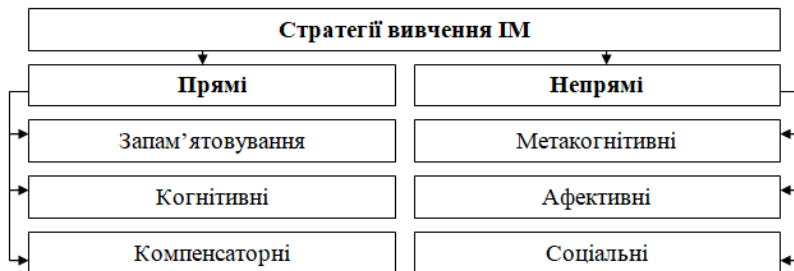 Стратегії вивчення ІМ
Прямі
Непрямі
Запам’ятовування
Метакогнітивні
Когнітивні
Афективні
Компенсаторні
Соціальні